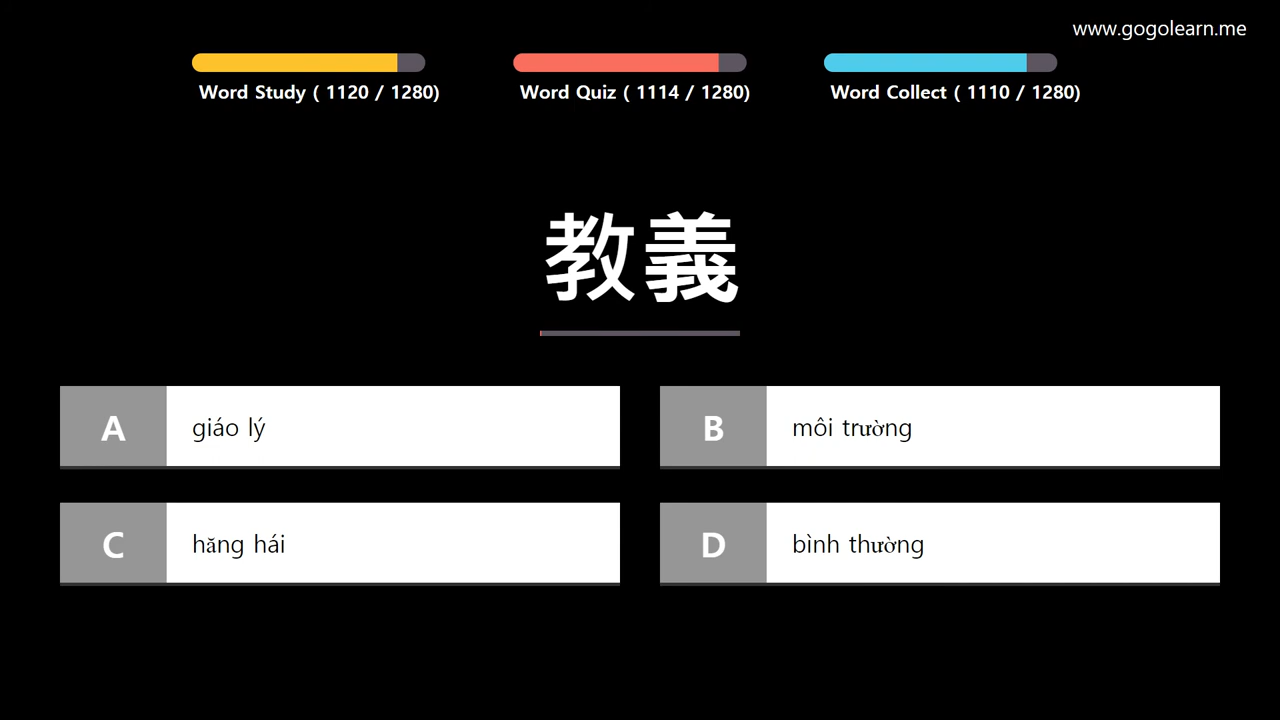 www.gogolearn.me
Word Study ( 1120 / 1280)
Word Quiz ( 1114 / 1280)
Word Collect ( 1110 / 1280)
教義
A giáo lý
B môi trường
C hăng hái
D bình thường